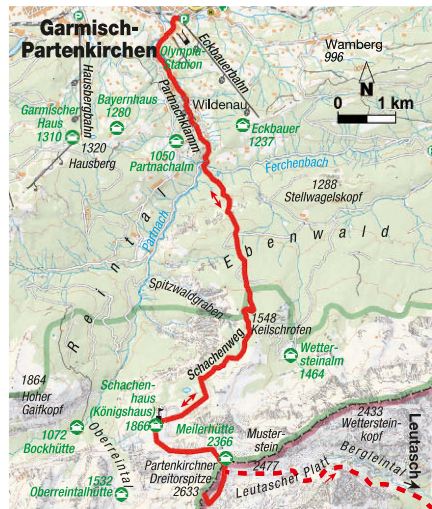 Garmisch-
Partenkirchen
Olympia-
Stadion
Eckbauerbahn
Wamberg
996
N
0 1 km
Hausbergbahn
Bayernhaus
1280
Partnachklamm
Wildenau
Garmischer
Haus
1310
1320
Hausberg
Eckbauer
1237
1050
Partnachalm
Ferchenbach
1288
Stellwagelskopf
Partnach
Reintal
Ebenwald
Spitzwaldgraben
1548
Keilschrofen
Schachenweg
Wetter-
steinalm
1464
1864
Hoher
Gaifkopf
Schachen-
haus
(Königshaus)
1866
1072
Bockhütte
Oberreintal
Meilerhütte
2366
Muster-
stein
2477
2433
Wetterstein-
kopf
Leutasch
Bergleintal
Partenkirchner
Dreitorspitze
2633
Leutascher Platt
1532
Oberreintalhütte